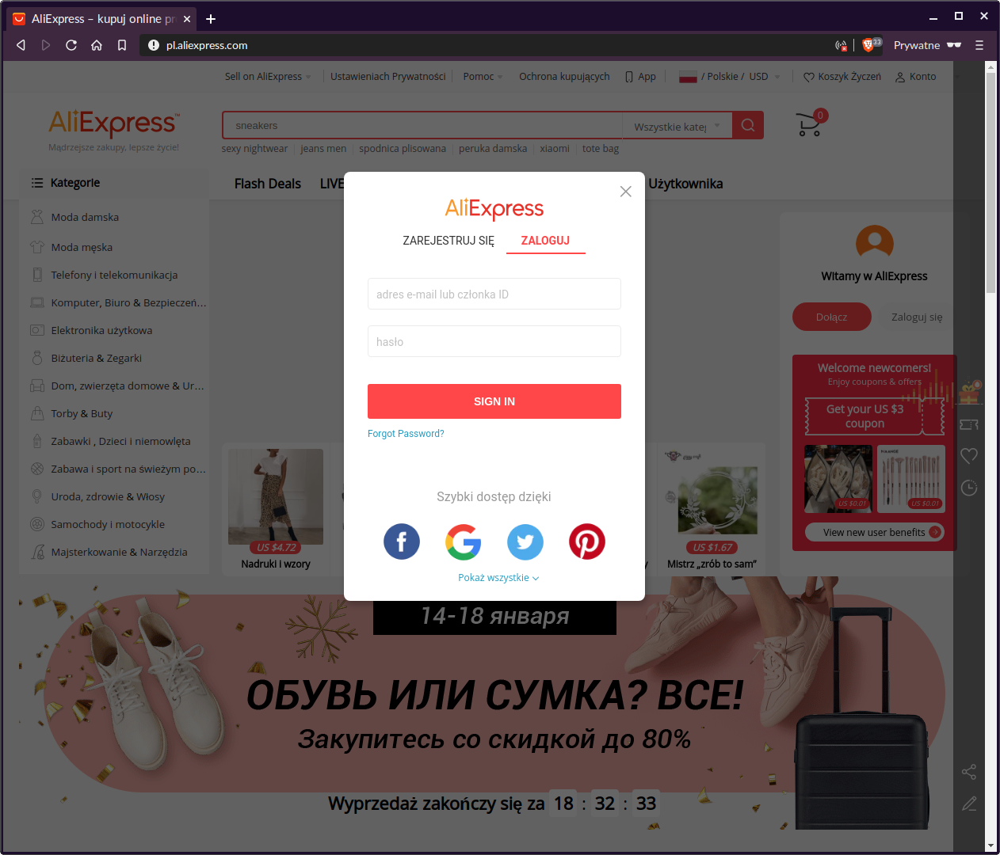 AliExpress – kupuj online pr
pl.aliexpress.com
33
Prywatne
Sell on AliExpress
Ustawieniach Prywatności
Pomoc
Ochrona kupujących
App
/ Polskie / USD
Koszyk Życzeń
Konto
AliExpress™
Mądrzejsze zakupy, lepsze życie!
sneakers
Wszystkie kateg
0
sexy nightwear
jeans men
spodnica plisowana
peruka damska
xiaomi
tote bag
Kategorie
Flash Deals
LIVE
Użytkownika
Moda damska
Moda męska
Telefony i telekomunikacja
Komputer, Biuro & Bezpieczeń...
Elektronika użytkowa
Biżuteria & Zegarki
Dom, zwierzęta domowe & Ur...
Torby & Buty
Zabawki , Dzieci i niemowlęta
Zabawa i sport na świeżym po...
Uroda, zdrowie & Włosy
Samochody i motocykle
Majsterkowanie & Narzędzia
AliExpress
ZAREJESTRUJ SIĘ
ZALOGUJ
adres e-mail lub członka ID
hasło
SIGN IN
Forgot Password?
Szybki dostęp dzięki
Pokaż wszystkie
Witamy w AliExpress
Dołącz
Zaloguj się
Welcome newcomers!
Enjoy coupons & offers
Get your US $3
coupon
MAANGE
US $0.01
US $0.01
View new user benefits
US $4.72
Nadruki i wzory
US $1.67
Mistrz „zrób to sam”
14-18 января
ОБУВЬ ИЛИ СУМКА? ВСЕ!
Закупитесь со скидкой до 80%
Wyprzedaż zakończy się za 18 : 32 : 33